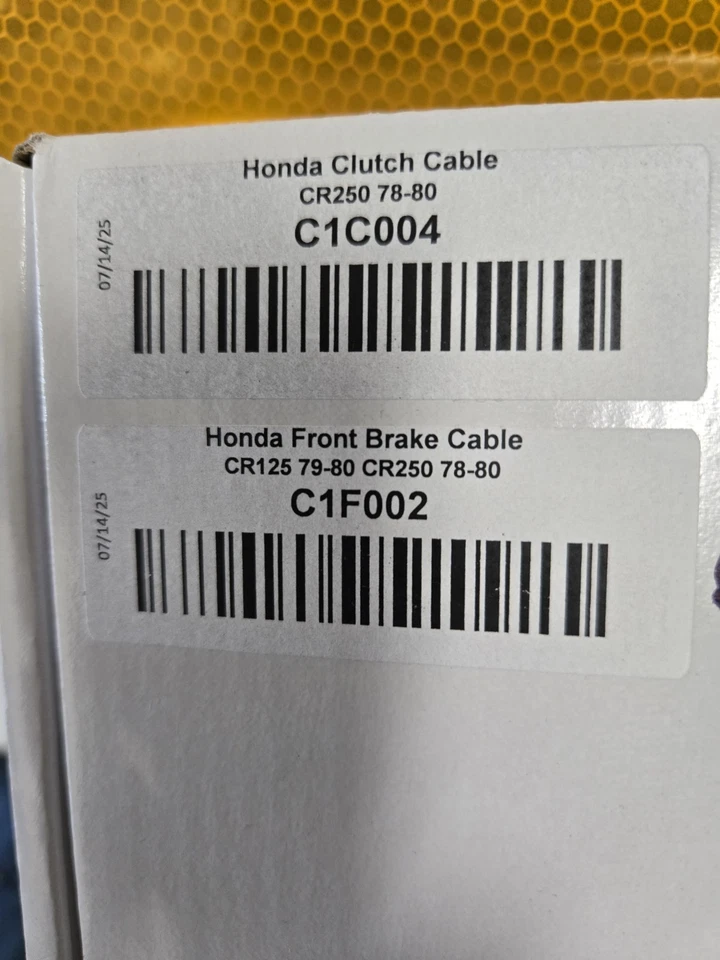 Honda Clutch Cable
CR250 78-80
C1C004
07/14/25
Honda Front Brake Cable
CR125 79-80 CR250 78-80
C1F002
07/14/25